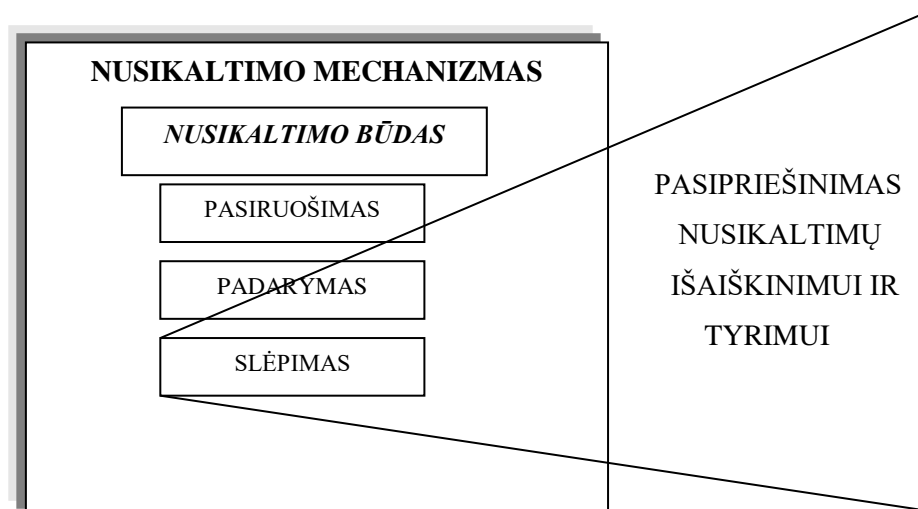 NUSIKALTIMO MECHANIZMAS
NUSIKALTIMO BŪDAS
PASIRUOŠIMAS
PADARYMAS
SLĖPIMAS
PASIPRIEŠINIMAS
NUSIKALTIMŲ
IŠAIŠKINIMUI IR
TYRIMUI